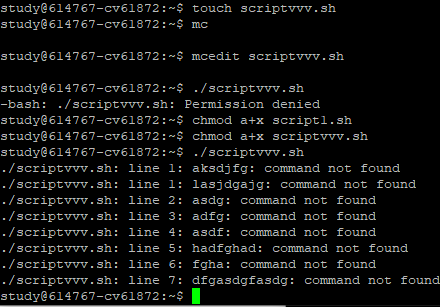 study@614767-cv61872:~$ touch scriptvvv.sh
study@614767-cv61872:~$ mc
study@614767-cv61872:~$ mcedit scriptvvv.sh
study@614767-cv61872:~$ ./scriptvvv.sh
-bash: ./scriptvvv.sh: Permission denied
study@614767-cv61872:~$ chmod a+x script1.sh
study@614767-cv61872:~$ chmod a+x scriptvvv.sh
study@614767-cv61872:~$ ./scriptvvv.sh
./scriptvvv.sh: line 1: aksdjfg: command not found
./scriptvvv.sh: line 1: lasjdgajg: command not found
./scriptvvv.sh: line 2: asdg: command not found
./scriptvvv.sh: line 3: adfg: command not found
./scriptvvv.sh: line 4: asdf: command not found
./scriptvvv.sh: line 5: hadfghad: command not found
./scriptvvv.sh: line 6: fgha: command not found
./scriptvvv.sh: line 7: dfgasdgfasdg: command not found
study@614767-cv61872:~$